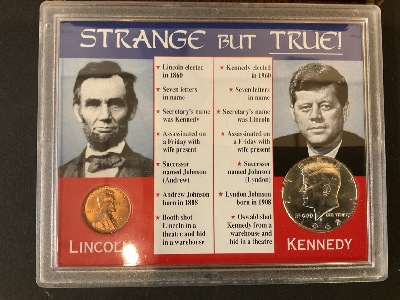 STRANGE BUT TRUE!
★ Lincoln elected
in 1860
★ Seven letters
in name
★ Secretary's name
was Kennedy
★ Assassinated on
a Friday with
wife present
★ Successor
named Johnson
(Andrew)
★ Andrew Johnson
born in 1808
★ Booth shot
Lincoln in a
theatre and hid
in a warehouse
★ Kennedy elected
in 1960
★ Seven letters
in name
★ Secretary's name
was Lincoln
★ Assassinated on
a Friday with
wife present
★ Successor
named Johnson
(Lyndon)
★ Lyndon Johnson
born in 1908
★ Oswald shot
Kennedy from a
warehouse and
hid in a theatre
LINCOLN
IN GOD WE TRUST
KENNEDY